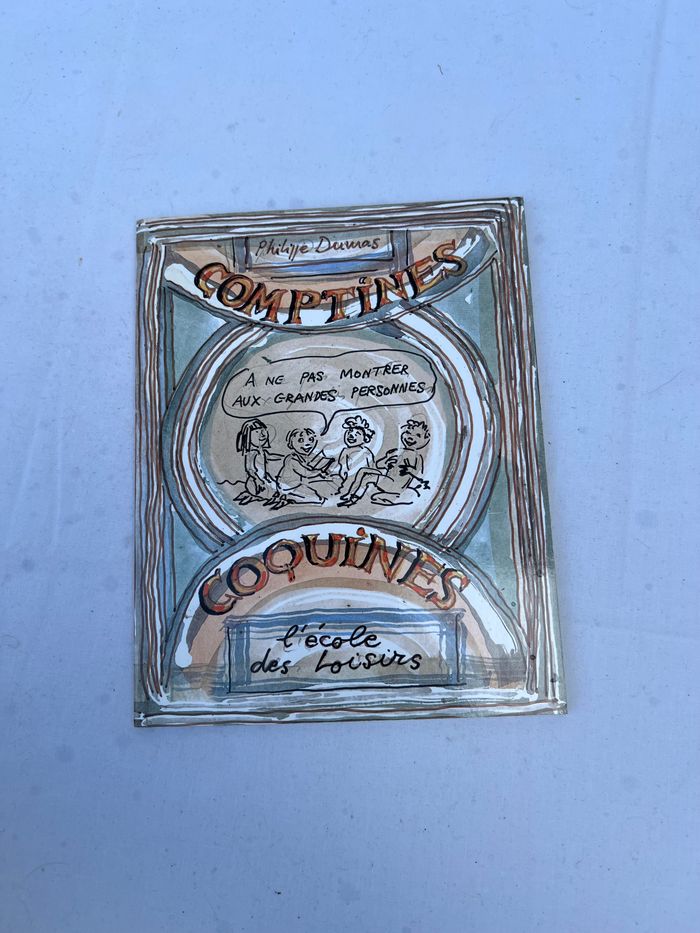 Philippe Dumas
COMPTINES
A NE PAS MONTRER
AUX GRANDES PERSONNES
COQUINES
l'école
des Loisirs